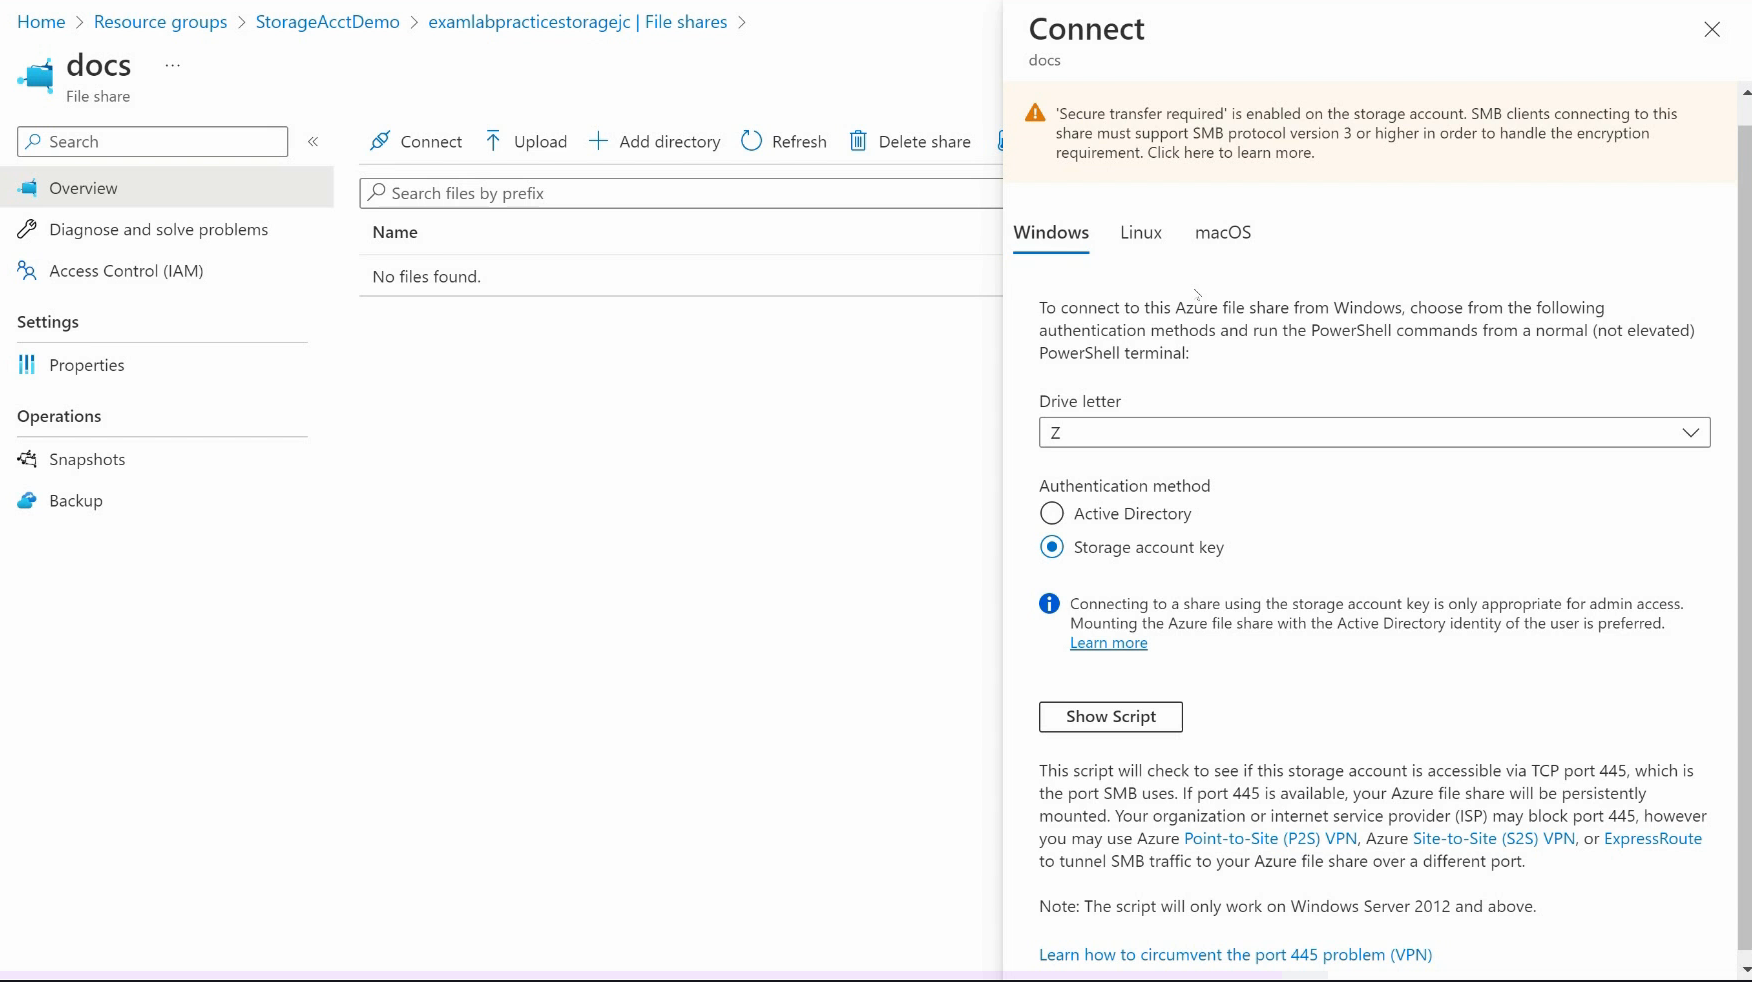 Home > Resource groups > StorageAcctDemo > examlabpracticestoragejc | File shares >
docs ...
File share
Search
«
Overview
Diagnose and solve problems
Access Control (IAM)
Settings
Properties
Operations
Snapshots
Backup
Connect Upload Add directory Refresh Delete share
Search files by prefix
Name
No files found.
Connect
docs
'Secure transfer required' is enabled on the storage account. SMB clients connecting to this
share must support SMB protocol version 3 or higher in order to handle the encryption
requirement. Click here to learn more.
Windows Linux macOS
To connect to this Azure file share from Windows, choose from the following
authentication methods and run the PowerShell commands from a normal (not elevated)
PowerShell terminal:
Drive letter
Z
Authentication method
Active Directory
Storage account key
Connecting to a share using the storage account key is only appropriate for admin access.
Mounting the Azure file share with the Active Directory identity of the user is preferred.
Learn more
Show Script
This script will check to see if this storage account is accessible via TCP port 445, which is
the port SMB uses. If port 445 is available, your Azure file share will be persistently
mounted. Your organization or internet service provider (ISP) may block port 445, however
you may use Azure Point-to-Site (P2S) VPN, Azure Site-to-Site (S2S) VPN, or ExpressRoute
to tunnel SMB traffic to your Azure file share over a different port.
Note: The script will only work on Windows Server 2012 and above.
Learn how to circumvent the port 445 problem (VPN)